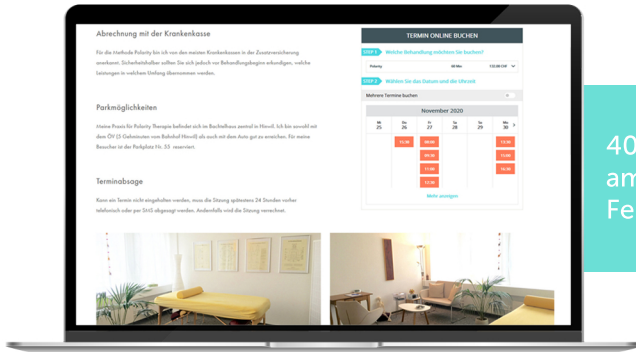 Abrechnung mit der Krankenkasse
Für die Methode Polarity bin ich von den meisten Krankenkassen in der Zusatzversicherung
anerkannt. Sicherheitshalber sollten Sie sich jedoch vor Behandlungsbeginn erkundigen, welche
Leistungen in welchem Umfang übernommen werden.
Parkmöglichkeiten
Meine Praxis für Polarity Therapie befindet sich im Bachtelhaus zentral in Hinwil. Ich bin sowohl mit
den ÖV (5 Gehminuten vom Bahnhof Hinwil) als auch mit dem Auto gut zu erreichen. Für meine
Besucher ist der Parkplatz Nr. 55 reserviert.
Terminabsage
Kann ein Termin nicht eingehalten werden, muss die Sitzung spätestens 24 Stunden vorher
telefonisch oder per SMS abgesagt werden. Andernfalls wird die Sitzung verrechnet.
TERMIN ONLINE BUCHEN
STEP 1 Welche Behandlung möchten Sie buchen?
Polarity 60 Min
STEP 2 Wählen Sie das Datum und die Uhrzeit
Mehrere Termine buchen
November 2020
Mi Do Fr Sa So Mo
25 26 27 28 29 30 >
Mehr anzeigen
40
am
Fe